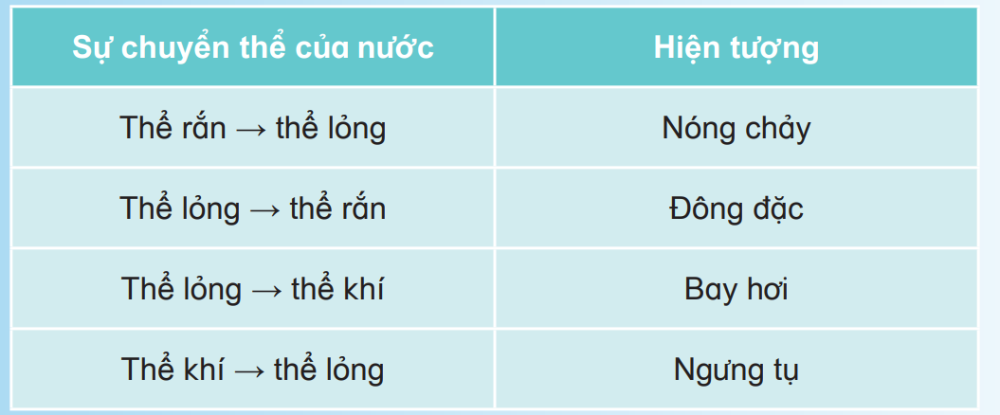 Sự chuyển thể của nước Hiện tượng
Thể rắn → thể lỏng Nóng chảy
Thể lỏng → thể rắn Đông đặc
Thể lỏng → thể khí Bay hơi
Thể khí → thể lỏng Ngưng tụ